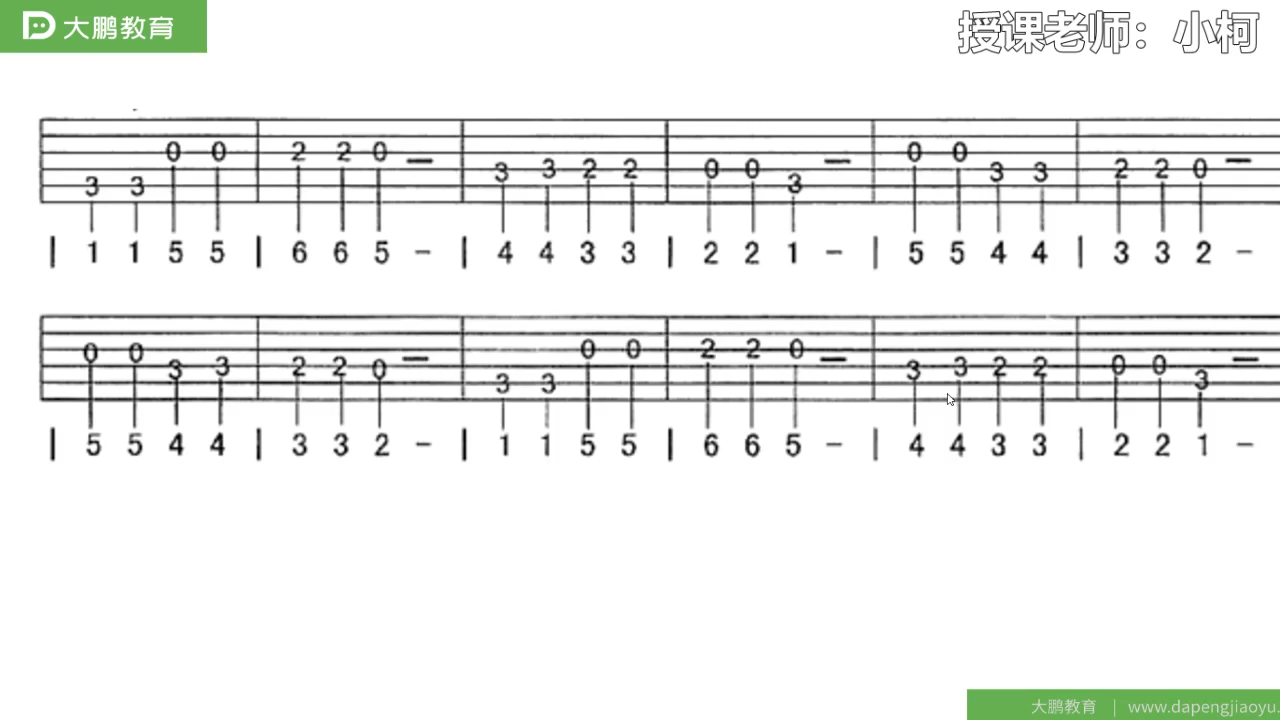 大鹏教育
授课老师：小柯
3 3 0 0 2 2 0 – 3 3 2 2 0 0 3 – 0 0 3 3 2 2 0 –
| 1 1 5 5 | 6 6 5 – | 4 4 3 3 | 2 2 1 – | 5 5 4 4 | 3 3 2 –
0 0 3 3 2 2 0 – 3 3 0 0 2 2 0 – 3 3 2 2 0 0 3 –
| 5 5 4 4 | 3 3 2 – | 1 1 5 5 | 6 6 5 – | 4 4 3 3 | 2 2 1 –
大鹏教育 | www.dapengjiaoyu.